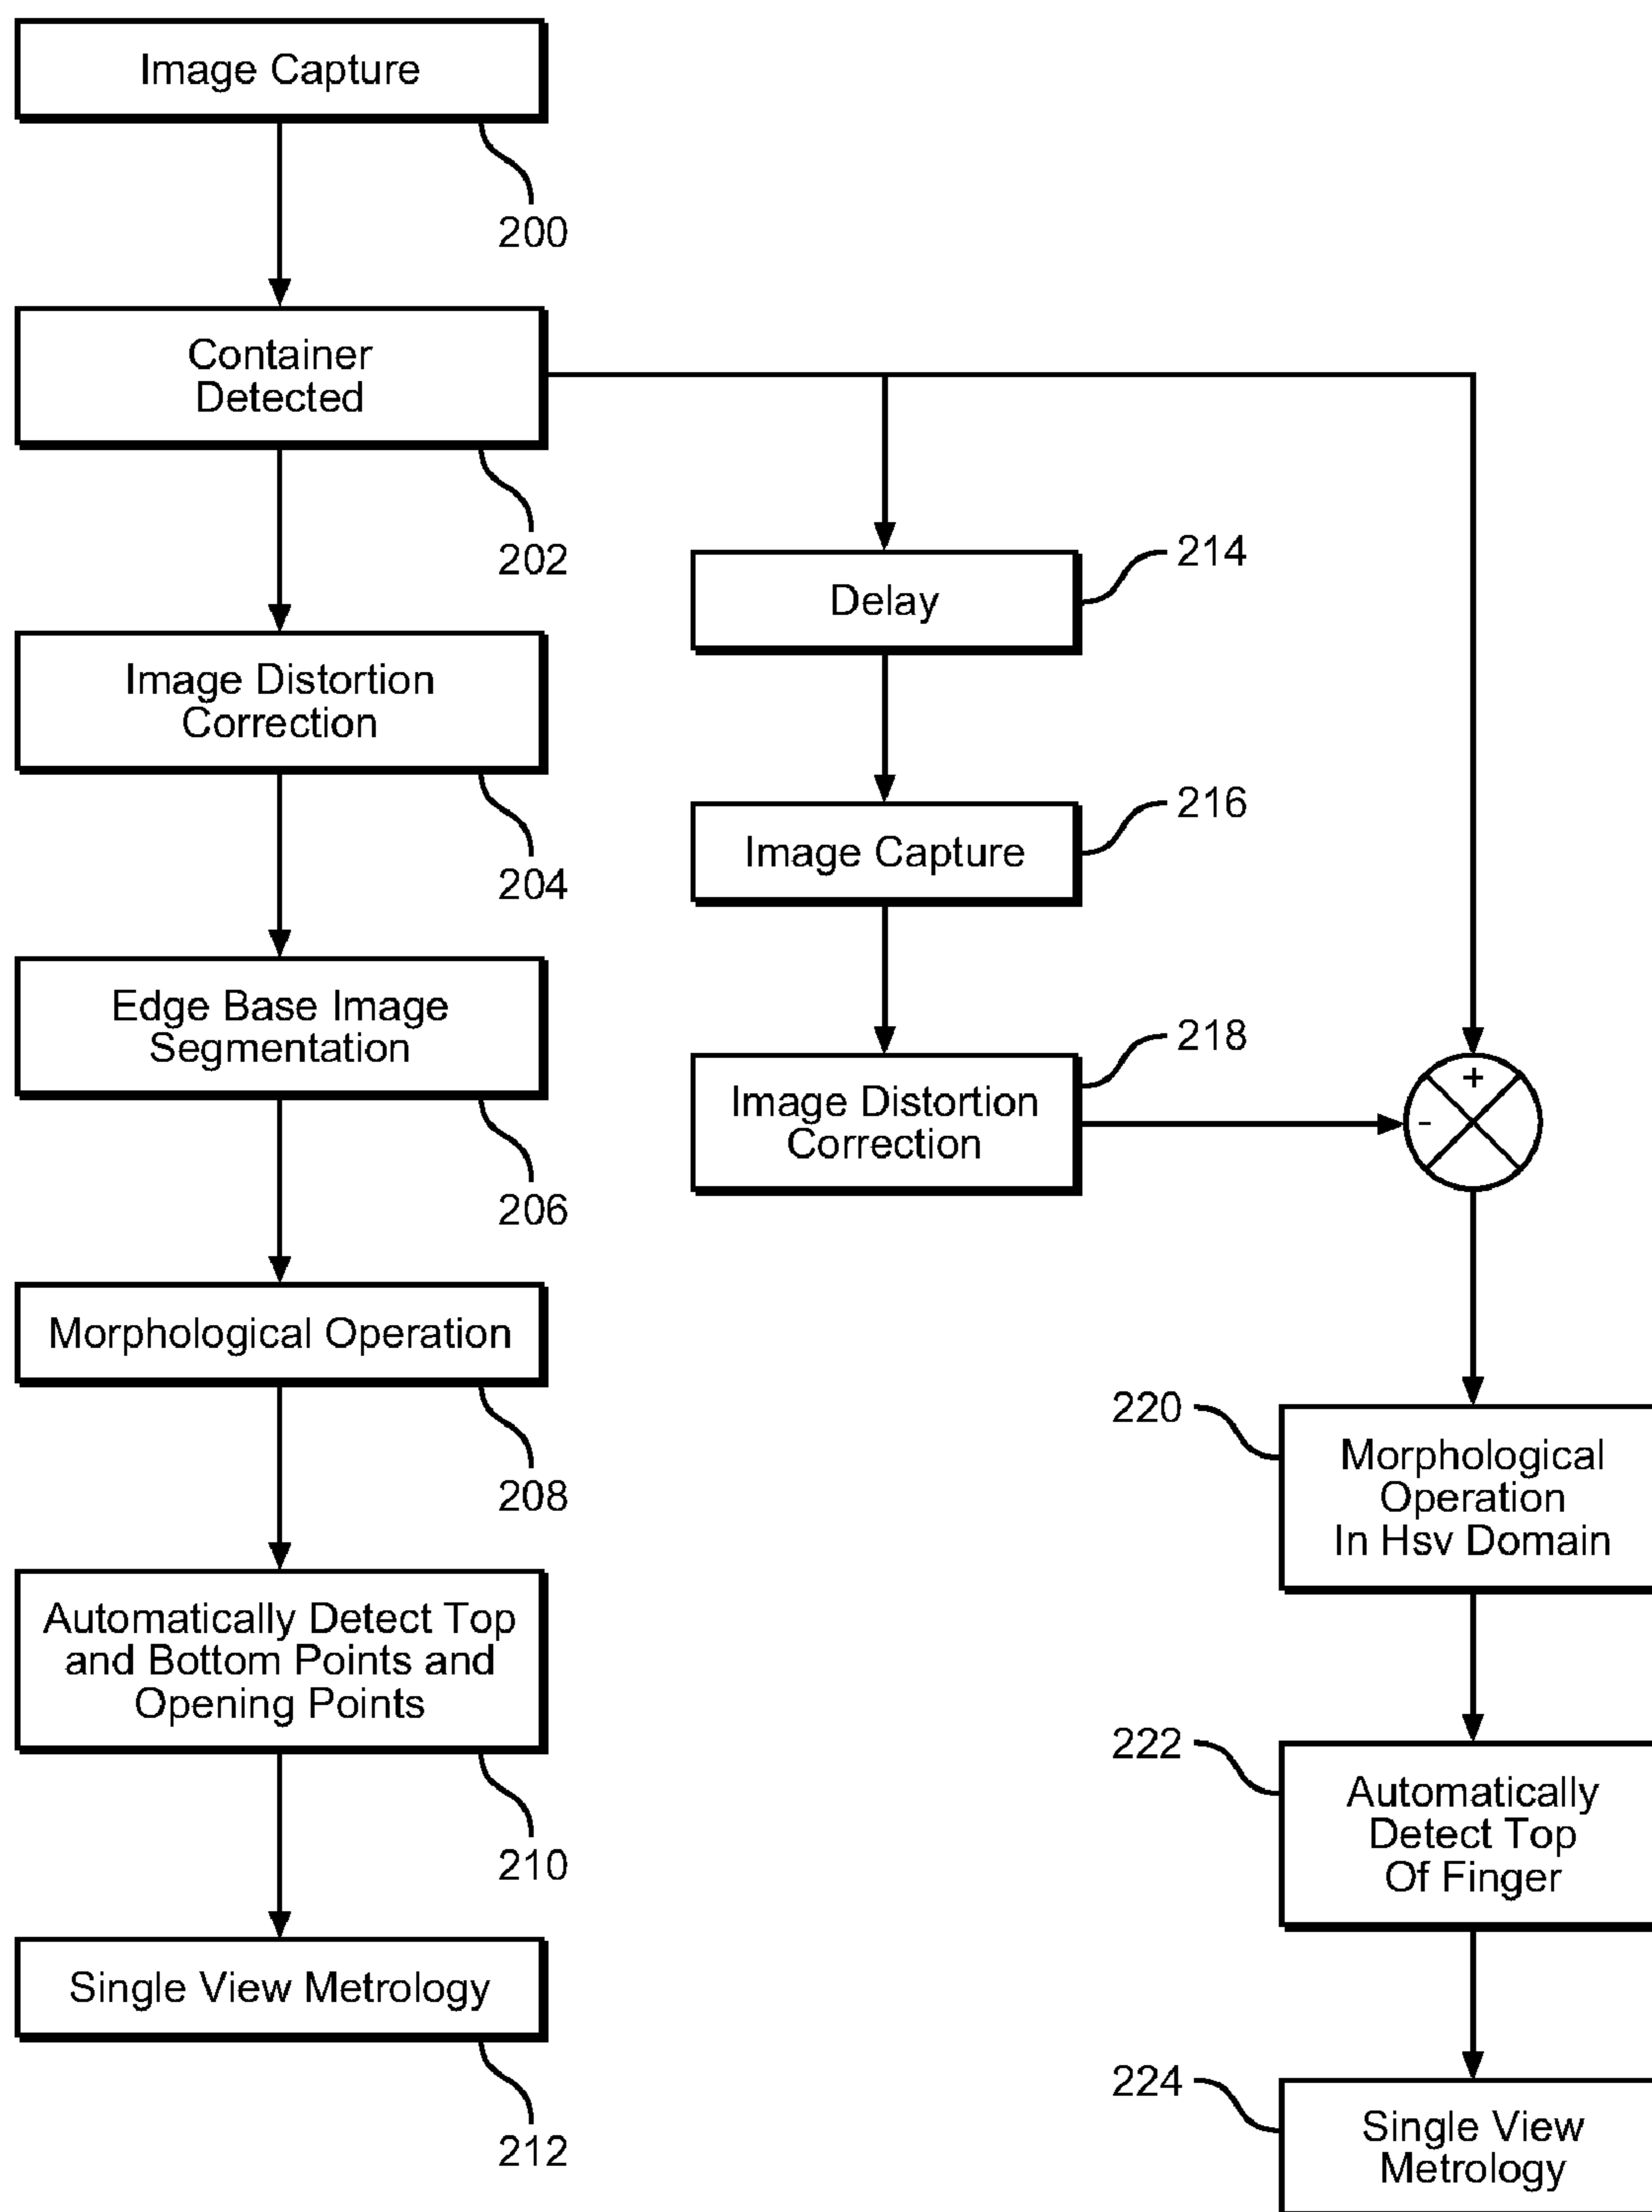 Image Capture
200
Container
Detected
202
Image Distortion
Correction
204
Edge Base Image
Segmentation
206
Morphological Operation
208
Automatically Detect Top
and Bottom Points and
Opening Points
210
Single View Metrology
212
214
Delay
216
Image Capture
218
Image Distortion
Correction
+
-
220
Morphological
Operation
In Hsv Domain
222
Automatically
Detect Top
Of Finger
224
Single View
Metrology